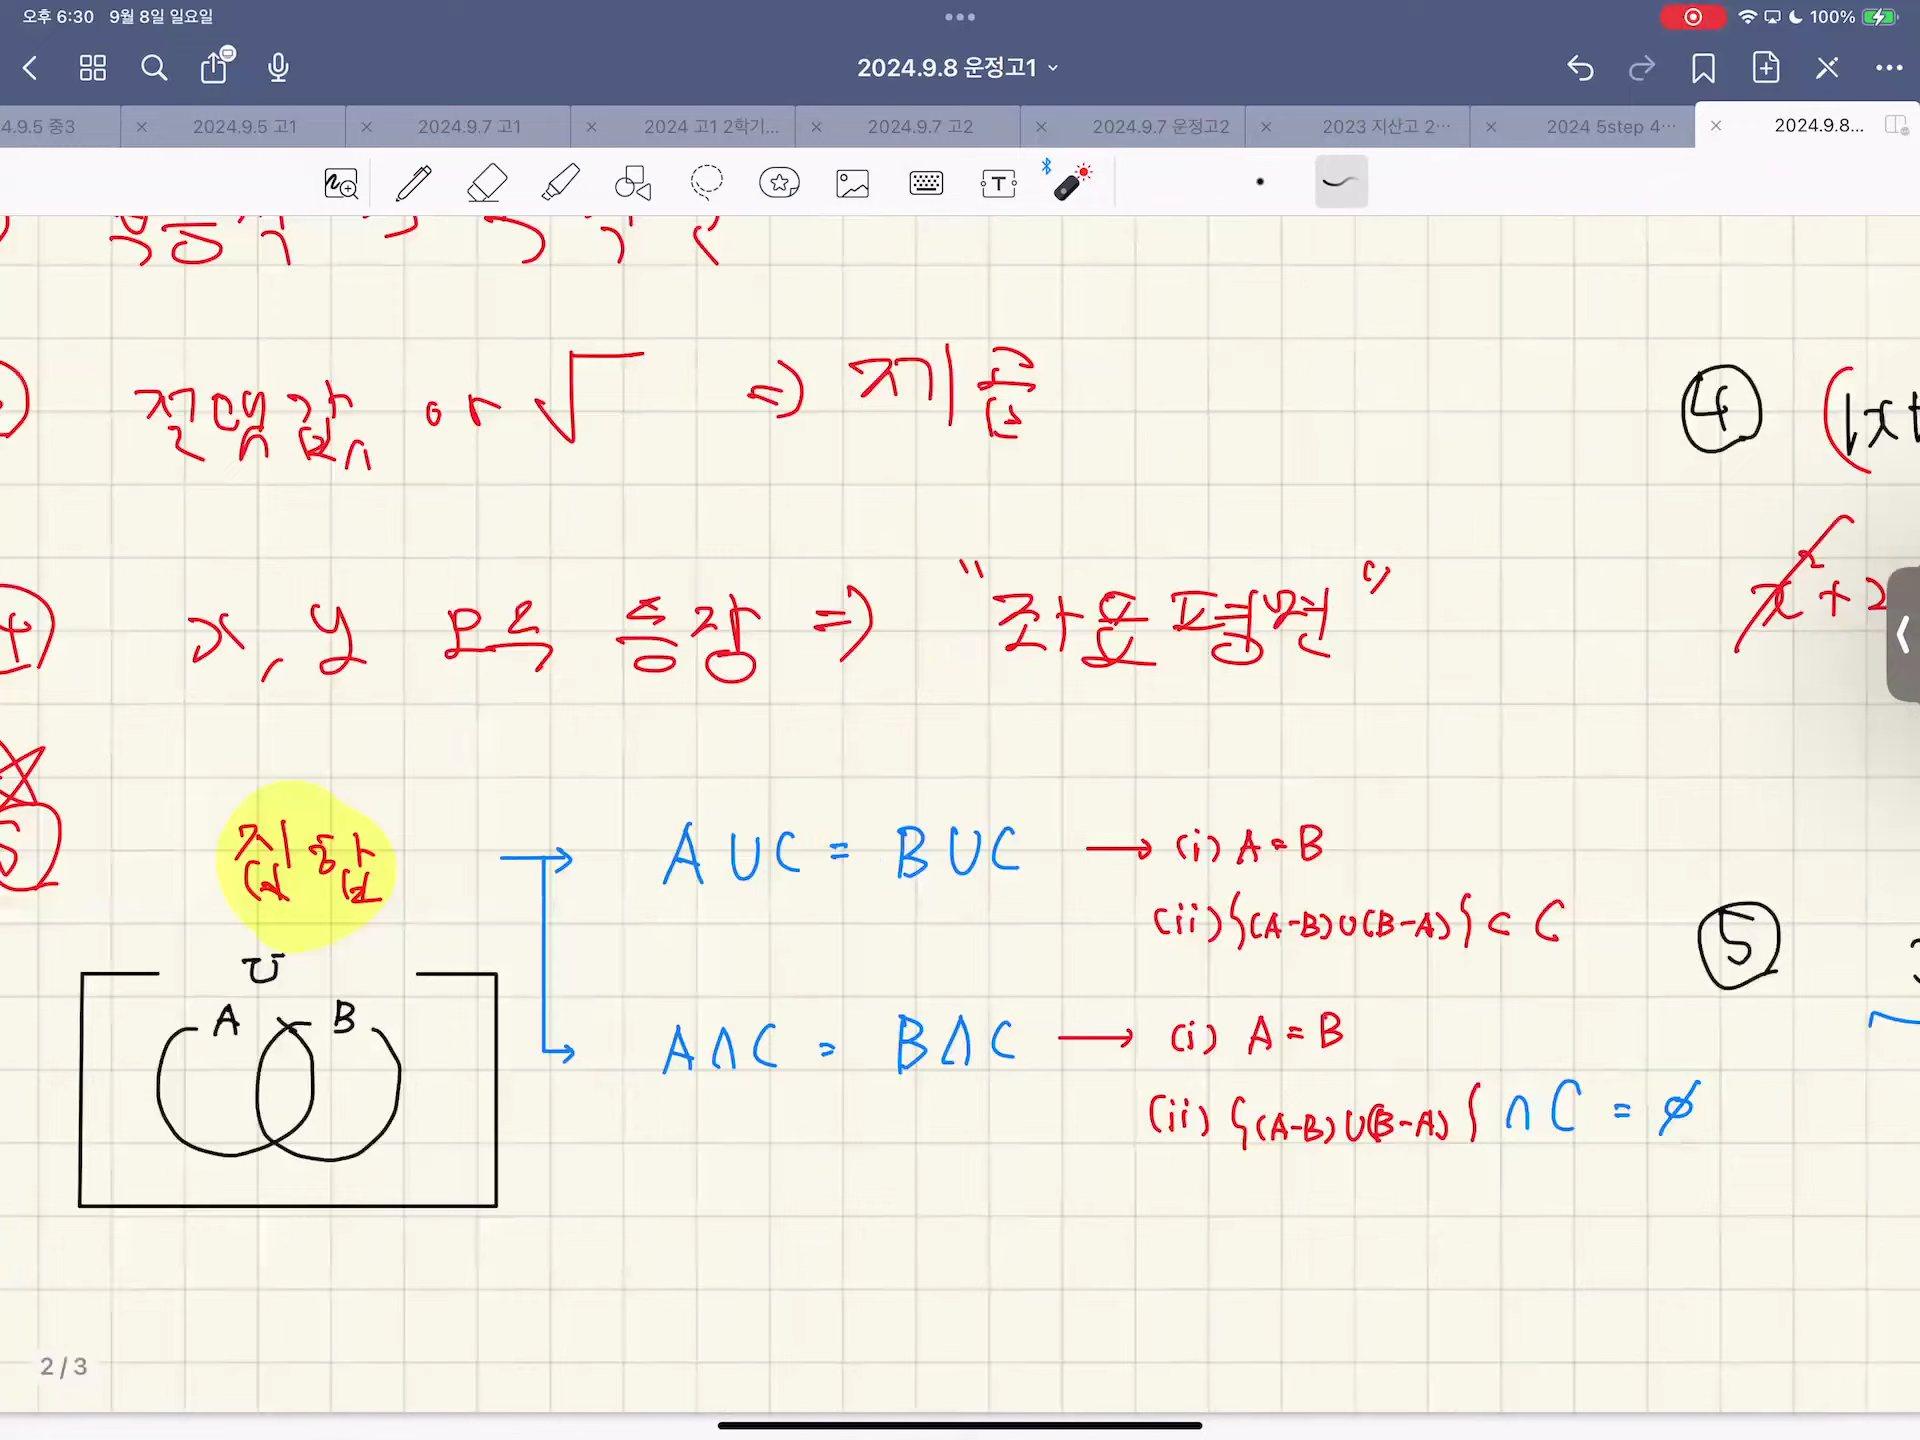 오후 6:30 9월 8일 일요일
100%
2024.9.8 운정고1
4.9.5 중3
2024.9.5 고1
2024.9.7 고1
2024 고1 2학기...
2024.9.7 고2
2024.9.7 운정고2
2023 지산고 2...
2024 5step 4...
2024.9.8...
절댓값 or √ ⇒ 제곱
④ (|x+
x, y 모두 등장 ⇒ "좌표평면"
x² + 2
집합 → A∪C = B∪C → (i) A=B
(ii) {(A-B)∪(B-A)} ⊂ C
⑤
U
A B
A∩C = B∩C → (i) A=B
(ii) {(A-B)∪(B-A)} ∩ C = ∅
2 / 3